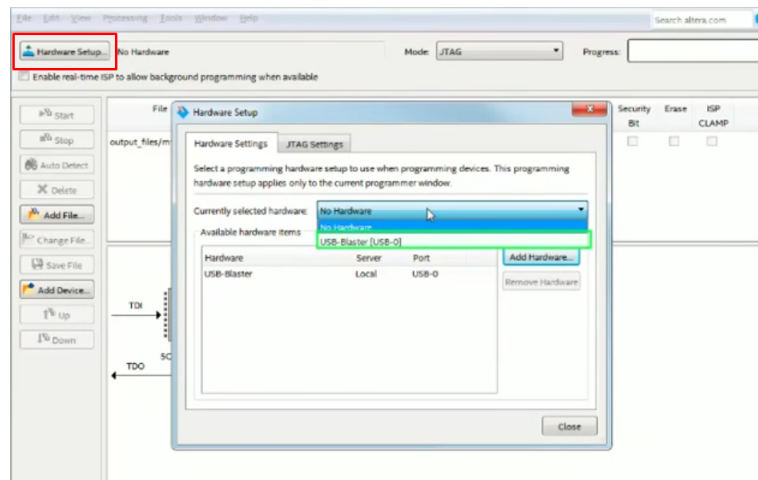 File Edit View Processing Tools Window Help
Search altera.com
Hardware Setup... No Hardware
Mode: JTAG
Progress:
Enable real-time ISP to allow background programming when available
Start
Stop
Auto Detect
Delete
Add File...
Change File...
Save File
Add Device...
Up
Down
File
output_files/m
Security Bit
Erase
ISP CLAMP
Hardware Setup
Hardware Settings
JTAG Settings
Select a programming hardware setup to use when programming devices. This programming
hardware setup applies only to the current programmer window.
Currently selected hardware: No Hardware
No Hardware
USB-Blaster [USB-0]
Available hardware items
Hardware Server Port
USB-Blaster Local USB-0
Add Hardware...
Remove Hardware
Close
TDI
TDO